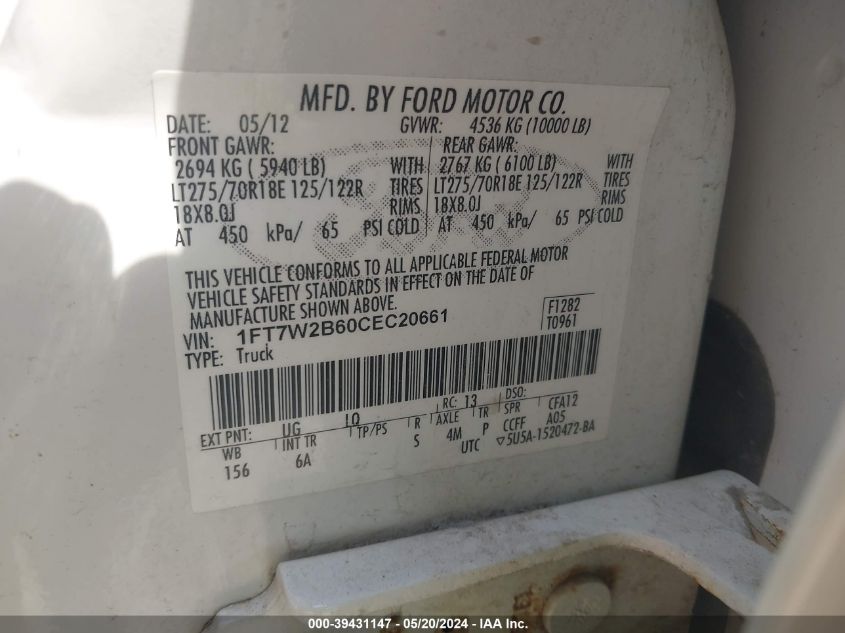 MFD. BY FORD MOTOR CO.
DATE: 05/12 GVWR: 4536 KG (10000 LB)
FRONT GAWR: REAR GAWR:
2694 KG ( 5940 LB) WITH 2767 KG ( 6100 LB) WITH
LT275/70R18E 125/122R TIRES LT275/70R18E 125/122R TIRES
18X8.0J RIMS 18X8.0J RIMS
AT 450 kPa/ 65 PSI COLD AT 450 kPa/ 65 PSI COLD
THIS VEHICLE CONFORMS TO ALL APPLICABLE FEDERAL MOTOR
VEHICLE SAFETY STANDARDS IN EFFECT ON THE DATE OF
MANUFACTURE SHOWN ABOVE.
VIN: 1FT7W2B60CEC20661 F1282
TYPE: Truck T0961
EXT PNT: UG IO RC: 13 DSO:
WB INT TR TP/PS R AXLE TR SPR CFA12
156 6A S 4M P CCFF A05
UTC ▽5U5A-1520472-BA
000-39431147 - 05/20/2024 - IAA Inc.